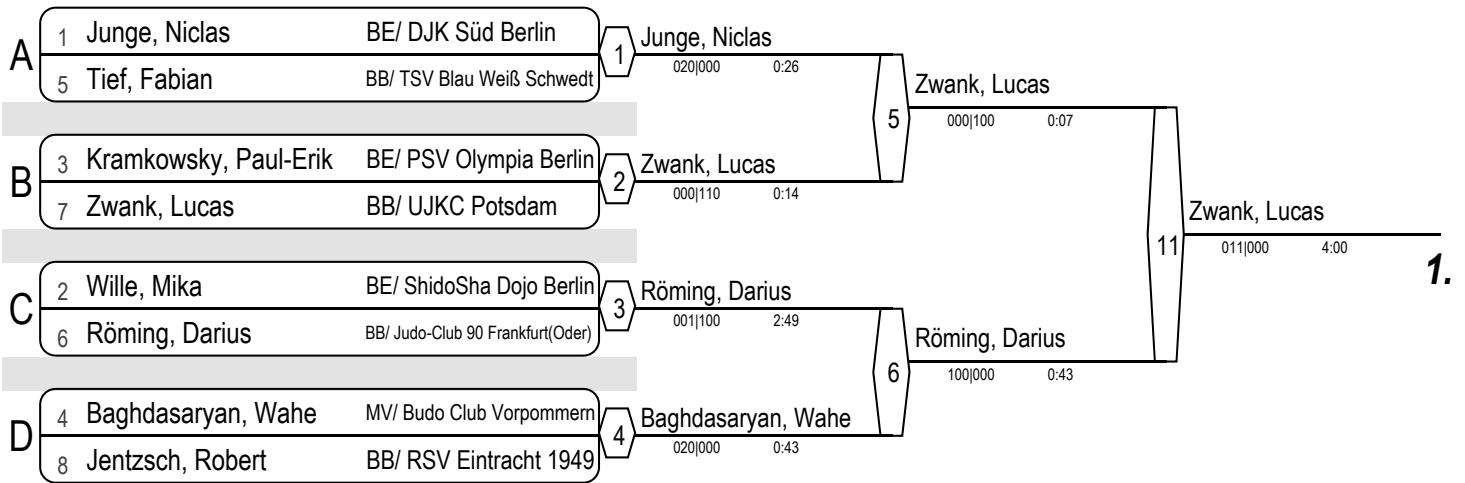 A
1 Junge, Niclas BE/ DJK Süd Berlin
5 Tief, Fabian BB/ TSV Blau Weiß Schwedt
1
Junge, Niclas
020|000 0:26
B
3 Kramkowsky, Paul-Erik BE/ PSV Olympia Berlin
7 Zwank, Lucas BB/ UJKC Potsdam
2
Zwank, Lucas
000|110 0:14
5
Zwank, Lucas
000|100 0:07
C
2 Wille, Mika BE/ ShidoSha Dojo Berlin
6 Röming, Darius BB/ Judo-Club 90 Frankfurt(Oder)
3
Röming, Darius
001|100 2:49
D
4 Baghdasaryan, Wahe MV/ Budo Club Vorpommern
8 Jentzsch, Robert BB/ RSV Eintracht 1949
4
Baghdasaryan, Wahe
020|000 0:43
6
Röming, Darius
100|000 0:43
11
Zwank, Lucas
011|000 4:00
1.